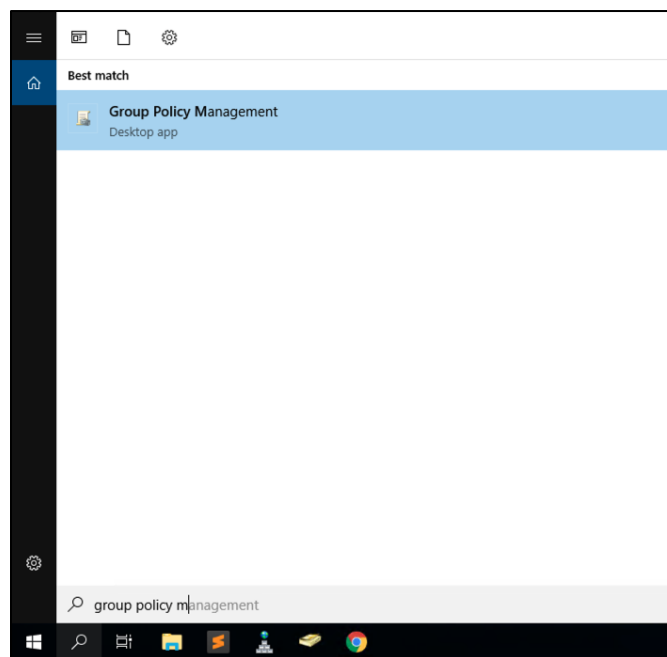 Best match
Group Policy Management
Desktop app
group policy management